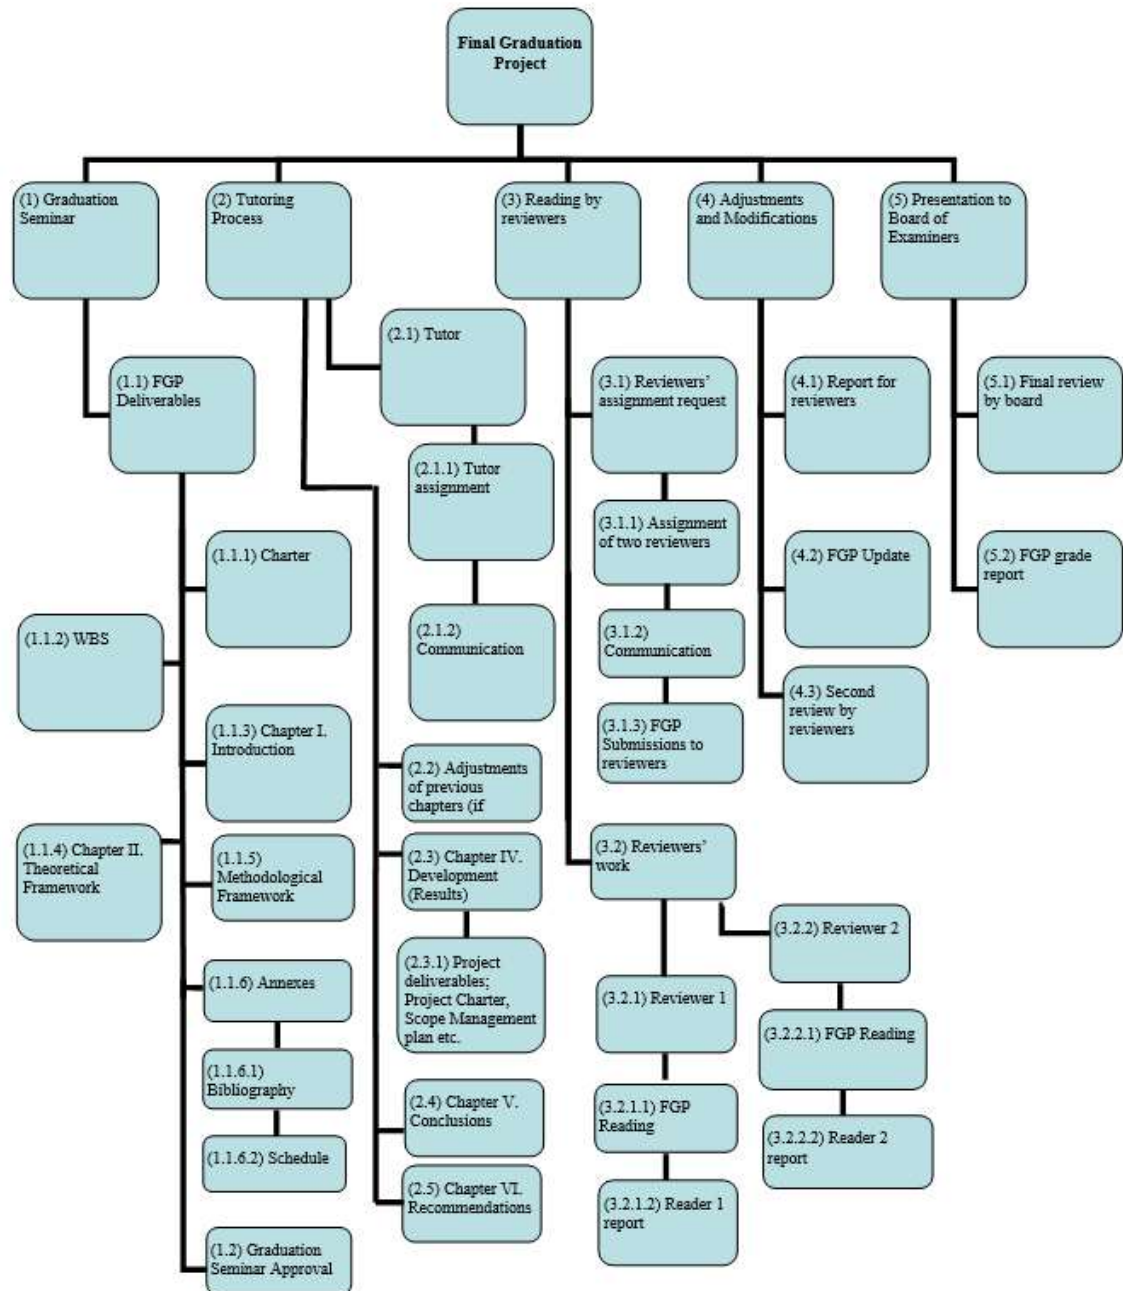 Final Graduation
Project
(1) Graduation
Seminar
(2) Tutoring
Process
(3) Reading by
reviewers
(4) Adjustments
and Modifications
(5) Presentation to
Board of
Examiners
(1.1) FGP
Deliverables
(1.1.1) Charter
(1.1.2) WBS
(1.1.3) Chapter I.
Introduction
(1.1.4) Chapter II.
Theoretical
Framework
(1.1.5)
Methodological
Framework
(1.1.6) Annexes
(1.1.6.1)
Bibliography
(1.1.6.2) Schedule
(1.2) Graduation
Seminar Approval
(2.1) Tutor
(2.1.1) Tutor
assignment
(2.1.2)
Communication
(2.2) Adjustments
of previous
chapters (if
(2.3) Chapter IV.
Development
(Results)
(2.3.1) Project
deliverables;
Project Charter,
Scope Management
plan etc.
(2.4) Chapter V.
Conclusions
(2.5) Chapter VI.
Recommendations
(3.1) Reviewers’
assignment request
(3.1.1) Assignment
of two reviewers
(3.1.2)
Communication
(3.1.3) FGP
Submissions to
reviewers
(3.2) Reviewers’
work
(3.2.1) Reviewer 1
(3.2.1.1) FGP
Reading
(3.2.1.2) Reader 1
report
(3.2.2) Reviewer 2
(3.2.2.1) FGP Reading
(3.2.2.2) Reader 2
report
(4.1) Report for
reviewers
(4.2) FGP Update
(4.3) Second
review by
reviewers
(5.1) Final review
by board
(5.2) FGP grade
report